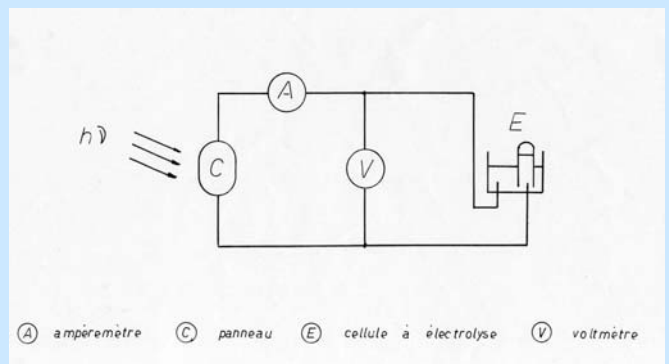 A
E
hν
C
V
A ampèremètre C panneau E cellule à électrolyse V voltmètre